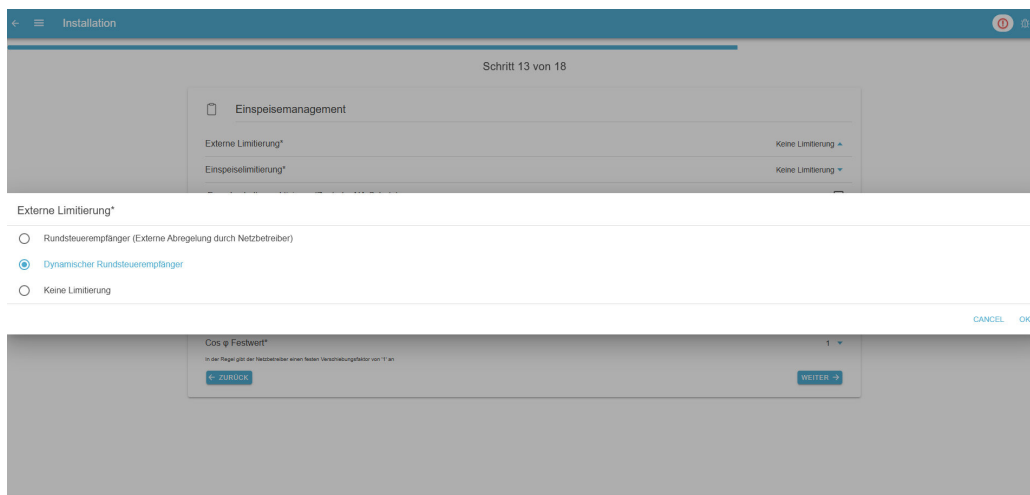 Installation
Schritt 13 von 18
Einspeisemanagement
Externe Limitierung*
Keine Limitierung
Einspeiselimitierung*
Keine Limitierung
Externe Limitierung*
Rundsteuerempfänger (Externe Abregelung durch Netzbetreiber)
Dynamischer Rundsteuerempfänger
Keine Limitierung
CANCEL OK
Cos φ Festwert*
1
In der Regel gibt der Netzbetreiber einen festen Verschiebungsfaktor von '1' an
← ZURÜCK
WEITER →